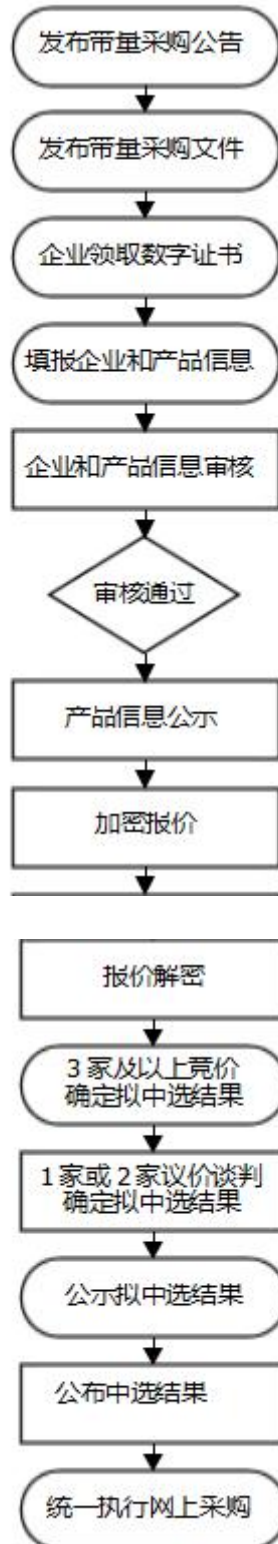 发布带量采购公告
发布带量采购文件
企业领取数字证书
填报企业和产品信息
企业和产品信息审核
审核通过
产品信息公示
加密报价
报价解密
3家及以上竞价
确定拟中选结果
1家或2家议价谈判
确定拟中选结果
公示拟中选结果
公布中选结果
统一执行网上采购